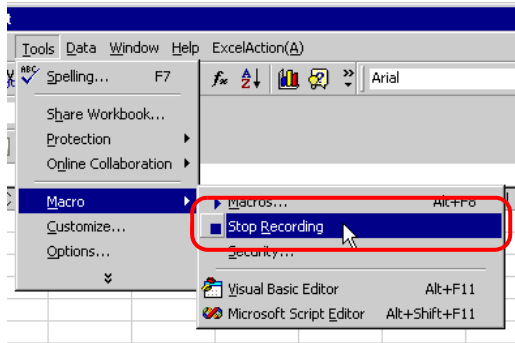 Tools Data Window Help ExcelAction(A)
Arial
ABC Spelling... F7
Share Workbook...
Protection
Online Collaboration
Macro
Customize...
Options...
Macros... Alt+F8
Stop Recording
Security...
Visual Basic Editor Alt+F11
Microsoft Script Editor Alt+Shift+F11